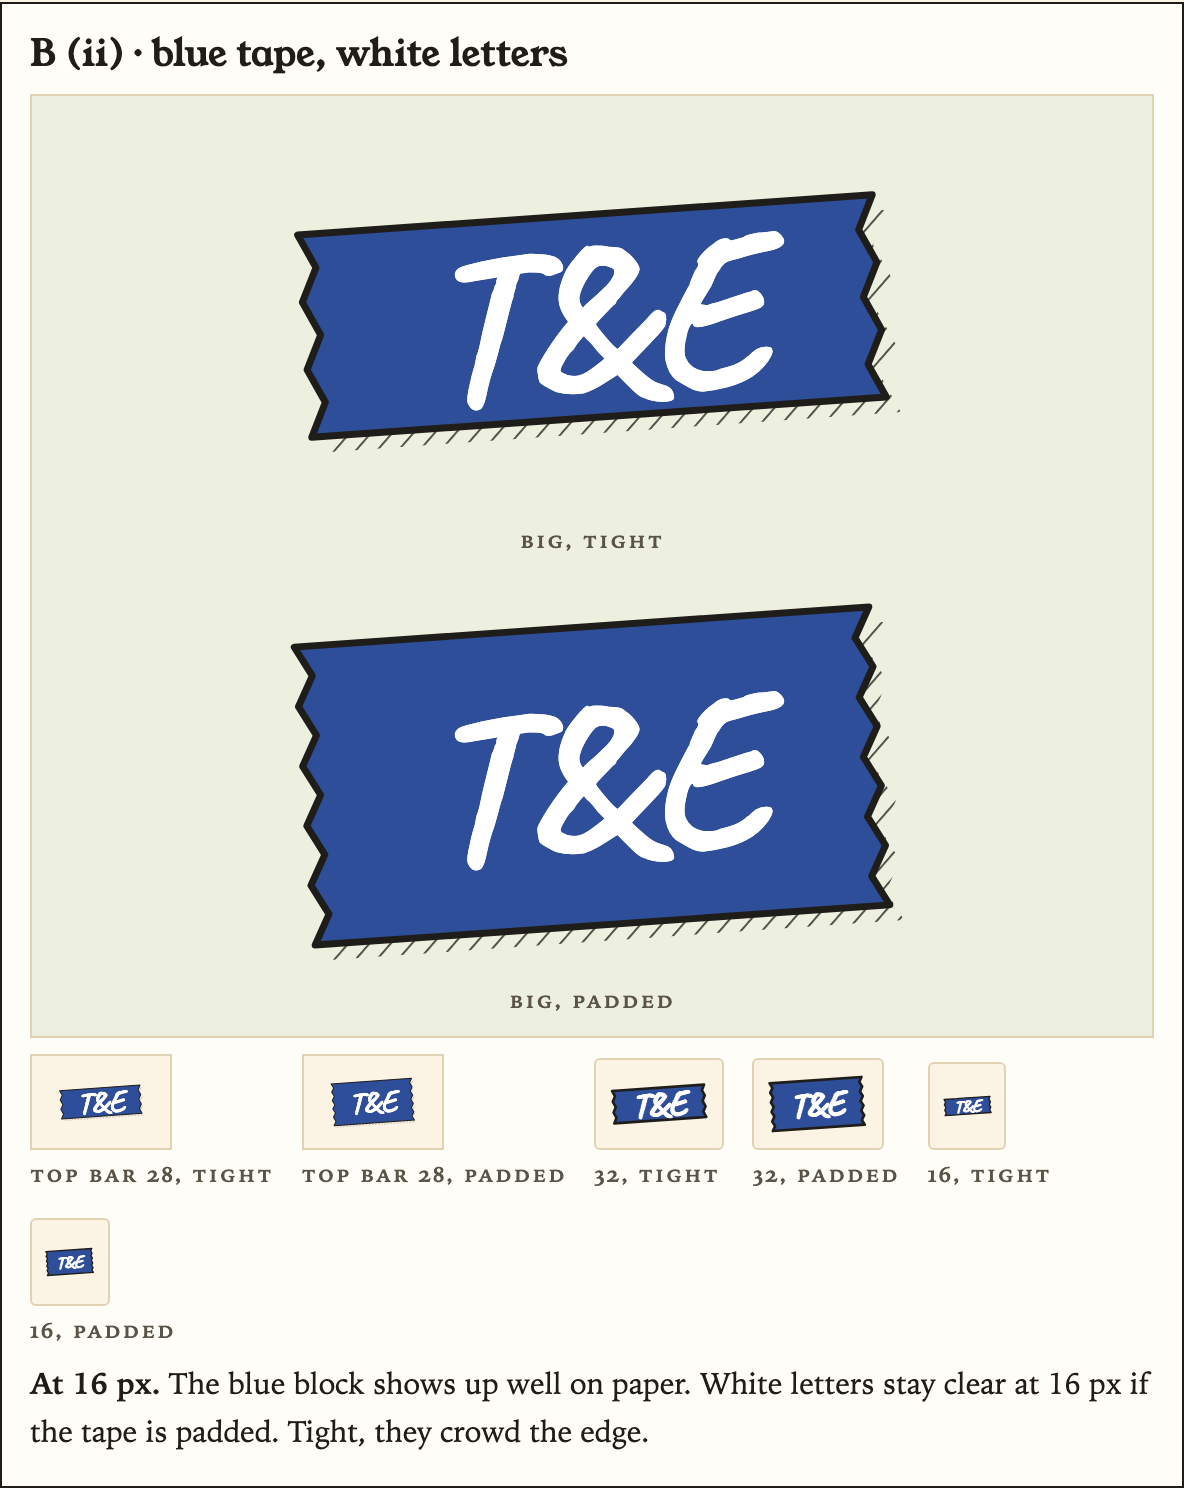 B (ii) · blue tape, white letters
T&E
BIG, TIGHT
T&E
BIG, PADDED
T&E
TOP BAR 28, TIGHT
T&E
TOP BAR 28, PADDED
T&E
32, TIGHT
T&E
32, PADDED
T&E
16, TIGHT
T&E
16, PADDED
At 16 px. The blue block shows up well on paper. White letters stay clear at 16 px if
the tape is padded. Tight, they crowd the edge.